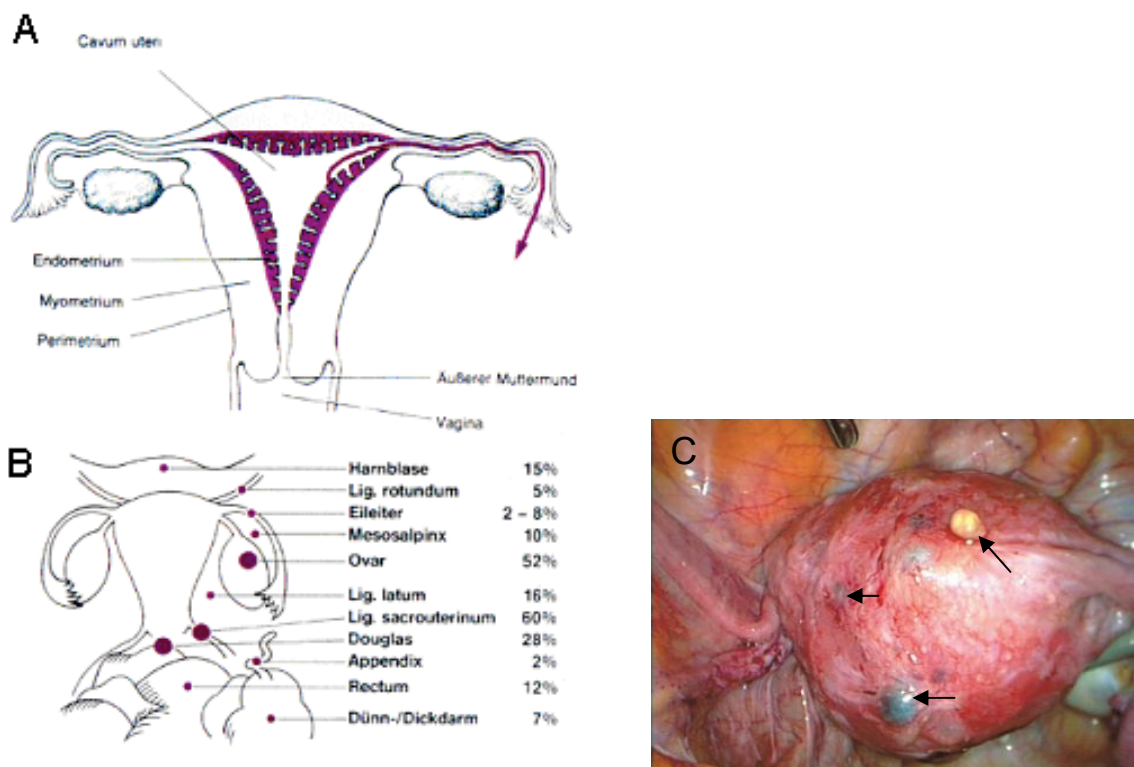 A
Cavum uteri
Endometrium
Myometrium
Perimetrium
Äußerer Muttermund
Vagina
B
Harnblase 15%
Lig. rotundum 5%
Eileiter 2 – 8%
Mesosalpinx 10%
Ovar 52%
Lig. latum 16%
Lig. sacrouterinum 60%
Douglas 28%
Appendix 2%
Rectum 12%
Dünn-/Dickdarm 7%
C